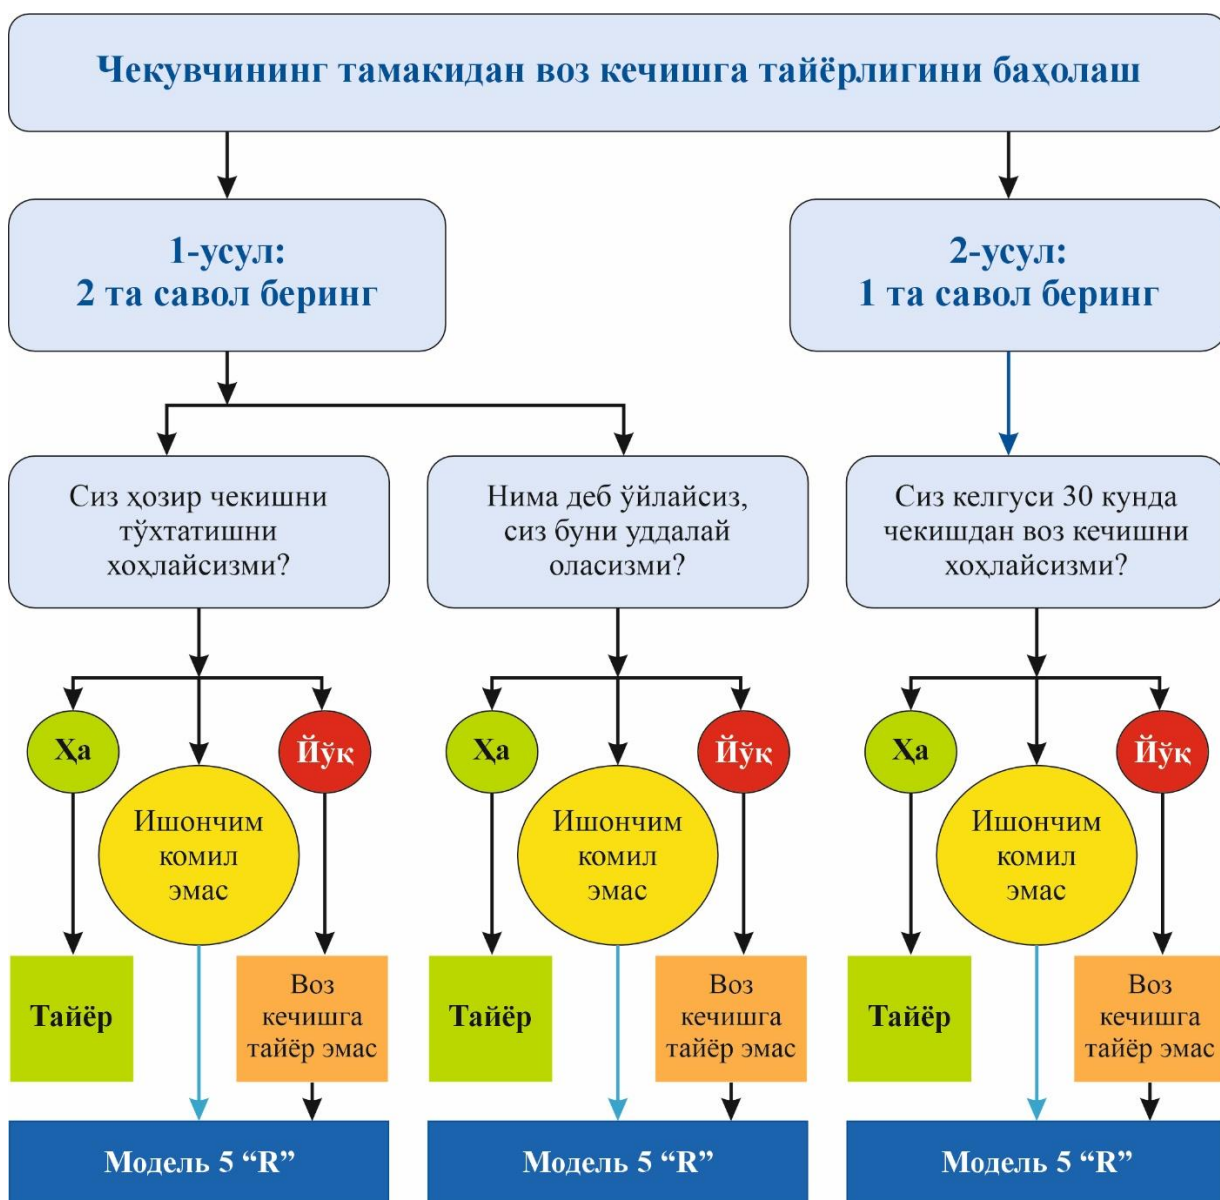 Чекувчининг тамакидан воз кечишга тайёрлигини баҳолаш
1-усул:
2 та савол беринг
2-усул:
1 та савол беринг
Сиз ҳозир чекишни
тўхтатишни
хоҳлайсизми?
Нима деб ўйлайсиз,
сиз буни уддалай
оласизми?
Сиз келгуси 30 кунда
чекишдан воз кечишни
хоҳлайсизми?
Ҳа
Ишончим
комил
эмас
Йўқ
Ҳа
Ишончим
комил
эмас
Йўқ
Ҳа
Ишончим
комил
эмас
Йўқ
Тайёр
Воз
кечишга
тайёр эмас
Тайёр
Воз
кечишга
тайёр эмас
Тайёр
Воз
кечишга
тайёр эмас
Модель 5 “R”
Модель 5 “R”
Модель 5 “R”